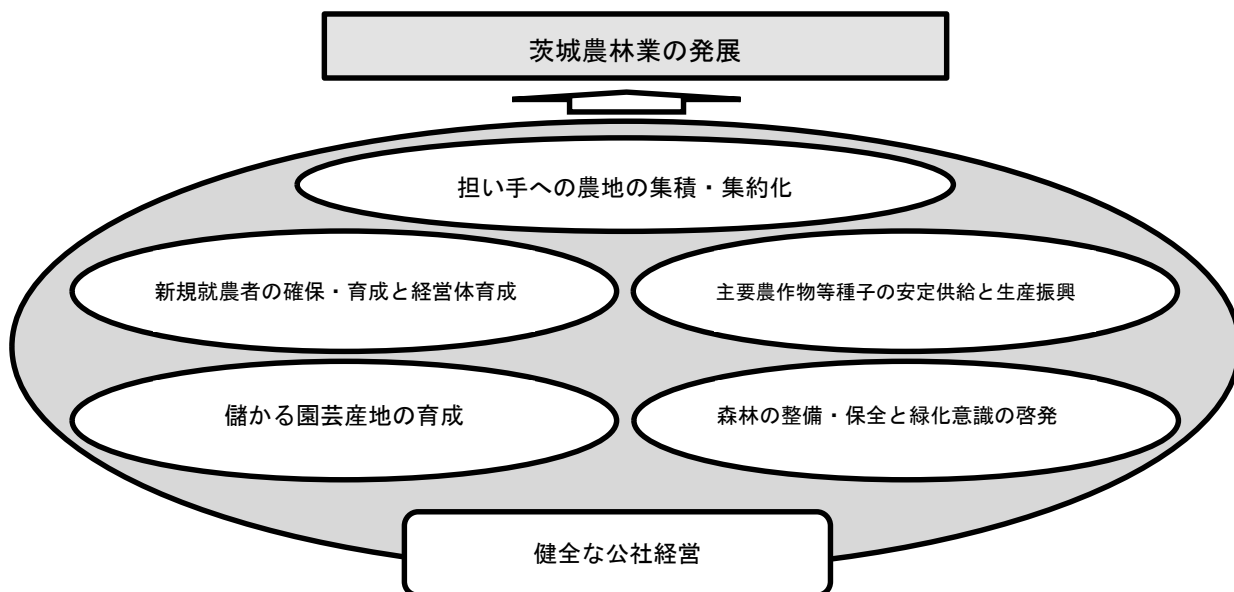 茨城農林業の発展
担い手への農地の集積・集約化
新規就農者の確保・育成と経営体育成
主要農作物等種子の安定供給と生産振興
儲かる園芸産地の育成
森林の整備・保全と緑化意識の啓発
健全な公社経営